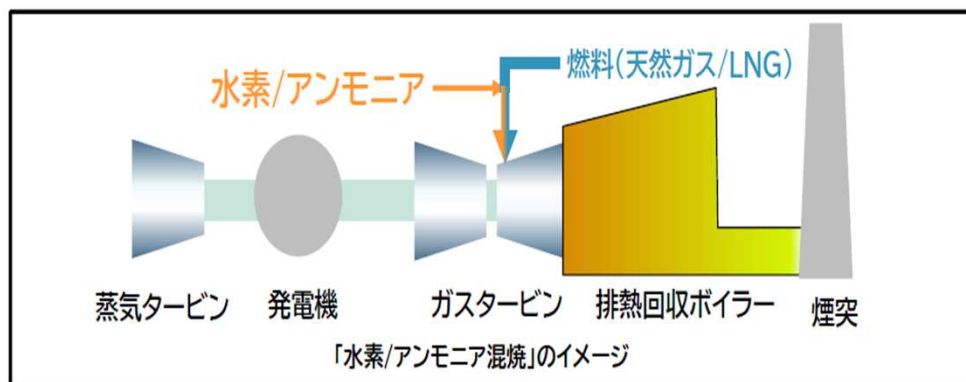 燃料(天然ガス/LNG)
水素/アンモニア
蒸気タービン
発電機
ガスタービン
排熱回収ボイラー
煙突
「水素/アンモニア混焼」のイメージ